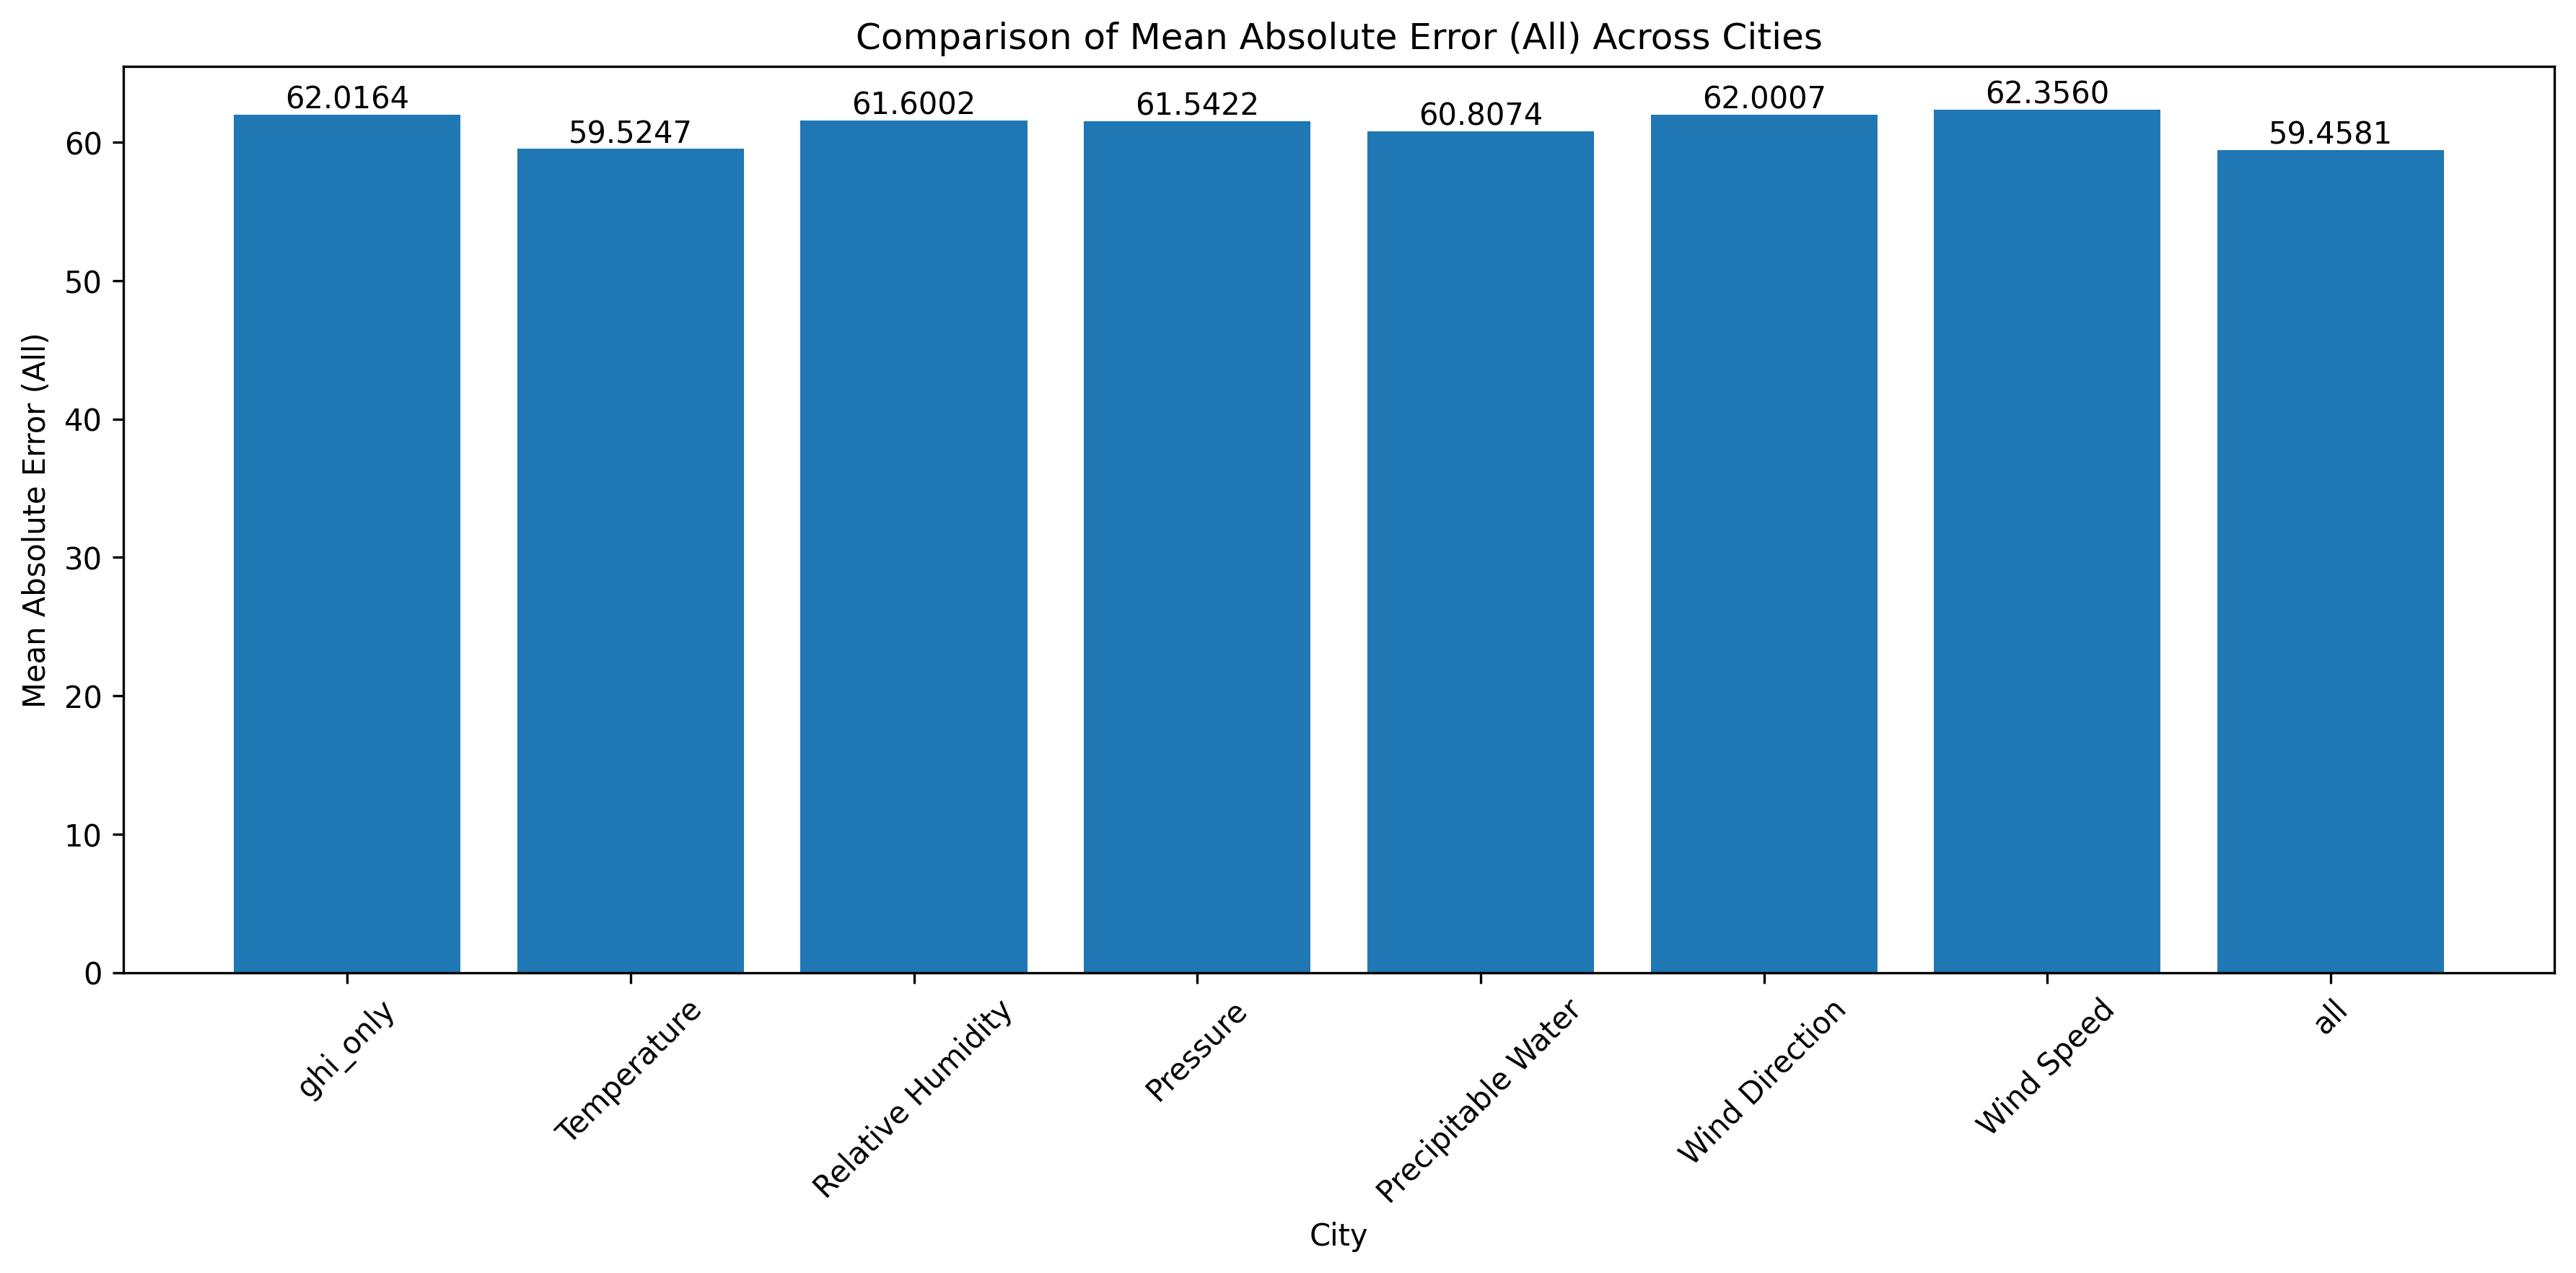 Comparison of Mean Absolute Error (All) Across Cities
Mean Absolute Error (All)
60
50
40
30
20
10
0
62.0164
59.5247
61.6002
61.5422
60.8074
62.0007
62.3560
59.4581
ghi_only
Temperature
Relative Humidity
Pressure
Precipitable Water
Wind Direction
Wind Speed
all
City